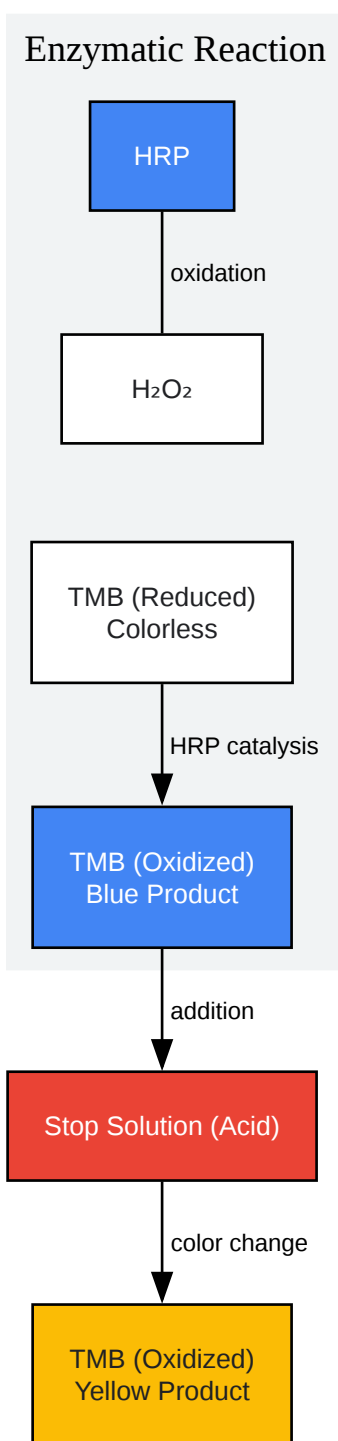 Enzymatic Reaction
HRP
oxidation
H₂O₂
TMB (Reduced)
Colorless
HRP catalysis
TMB (Oxidized)
Blue Product
addition
Stop Solution (Acid)
color change
TMB (Oxidized)
Yellow Product